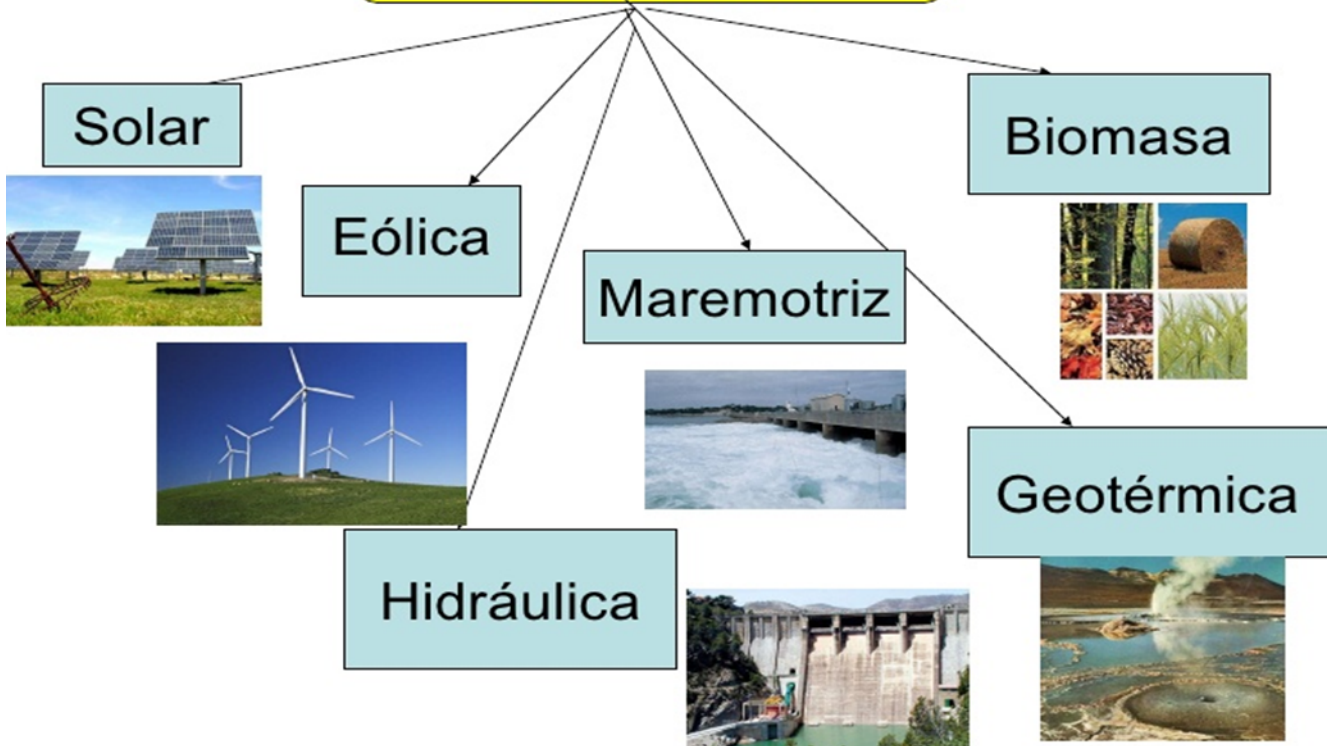 Solar
Biomasa
Eólica
Maremotriz
Geotérmica
Hidráulica